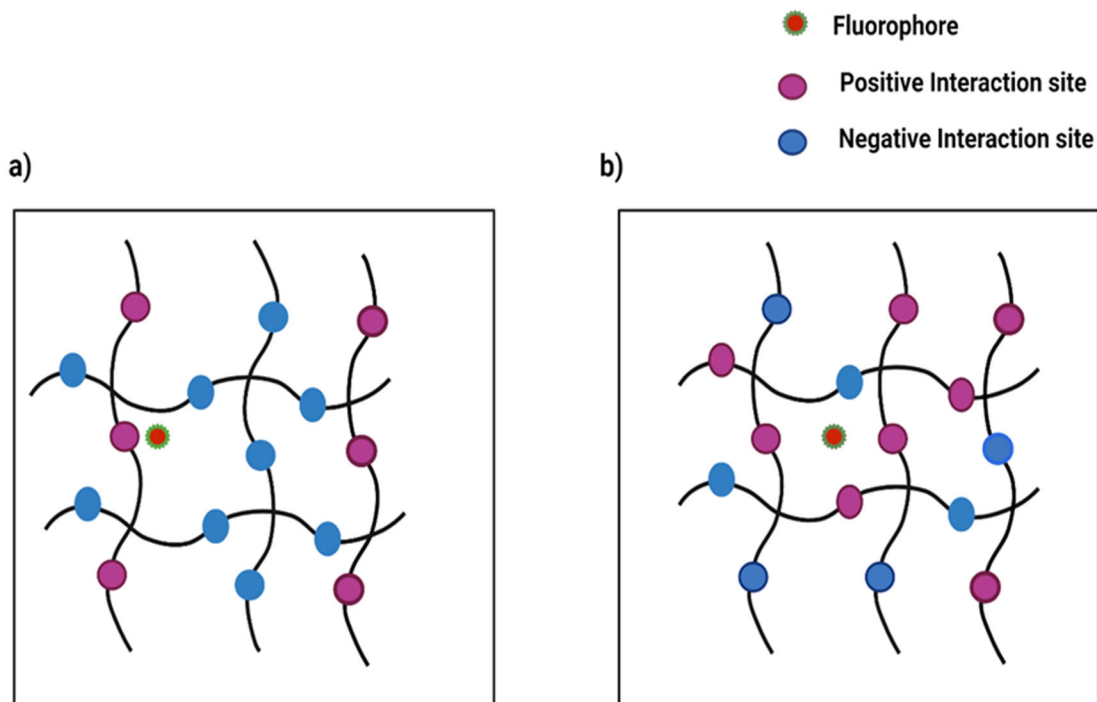 Fluorophore
Positive Interaction site
Negative Interaction site
a)
b)